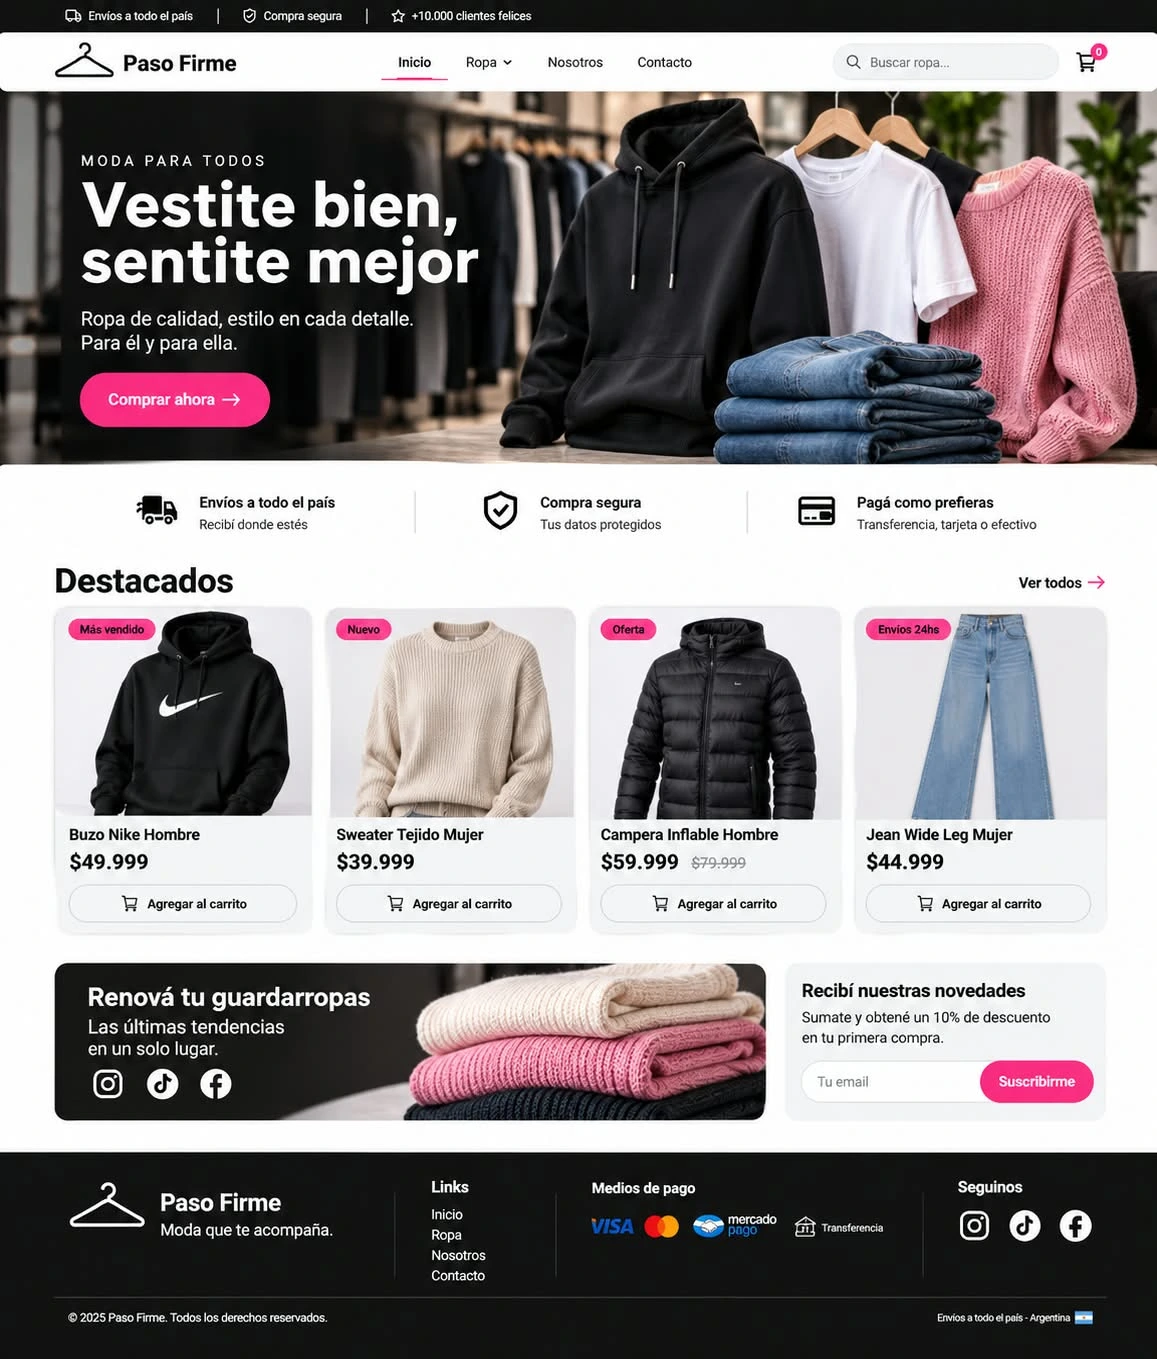 Envíos a todo el país
Compra segura
+10.000 clientes felices
Paso Firme
Inicio
Ropa
Nosotros
Contacto
Buscar ropa...
0
MODA PARA TODOS
Vestite bien,
sentite mejor
Ropa de calidad, estilo en cada detalle.
Para él y para ella.
Comprar ahora
Envíos a todo el país
Recibí donde estés
Compra segura
Tus datos protegidos
Pagá como prefieras
Transferencia, tarjeta o efectivo
Destacados
Ver todos
Más vendido
Buzo Nike Hombre
$49.999
Agregar al carrito
Nuevo
Sweater Tejido Mujer
$39.999
Agregar al carrito
Oferta
Campera Inflable Hombre
$59.999 $79.999
Agregar al carrito
Envíos 24hs
Jean Wide Leg Mujer
$44.999
Agregar al carrito
Renová tu guardarropas
Las últimas tendencias
en un solo lugar.
Recibí nuestras novedades
Sumate y obtené un 10% de descuento
en tu primera compra.
Tu email
Suscribirme
Paso Firme
Moda que te acompaña.
Links
Inicio
Ropa
Nosotros
Contacto
Medios de pago
VISA
mercado
pago
Transferencia
Seguinos
© 2025 Paso Firme. Todos los derechos reservados.
Envíos a todo el país - Argentina